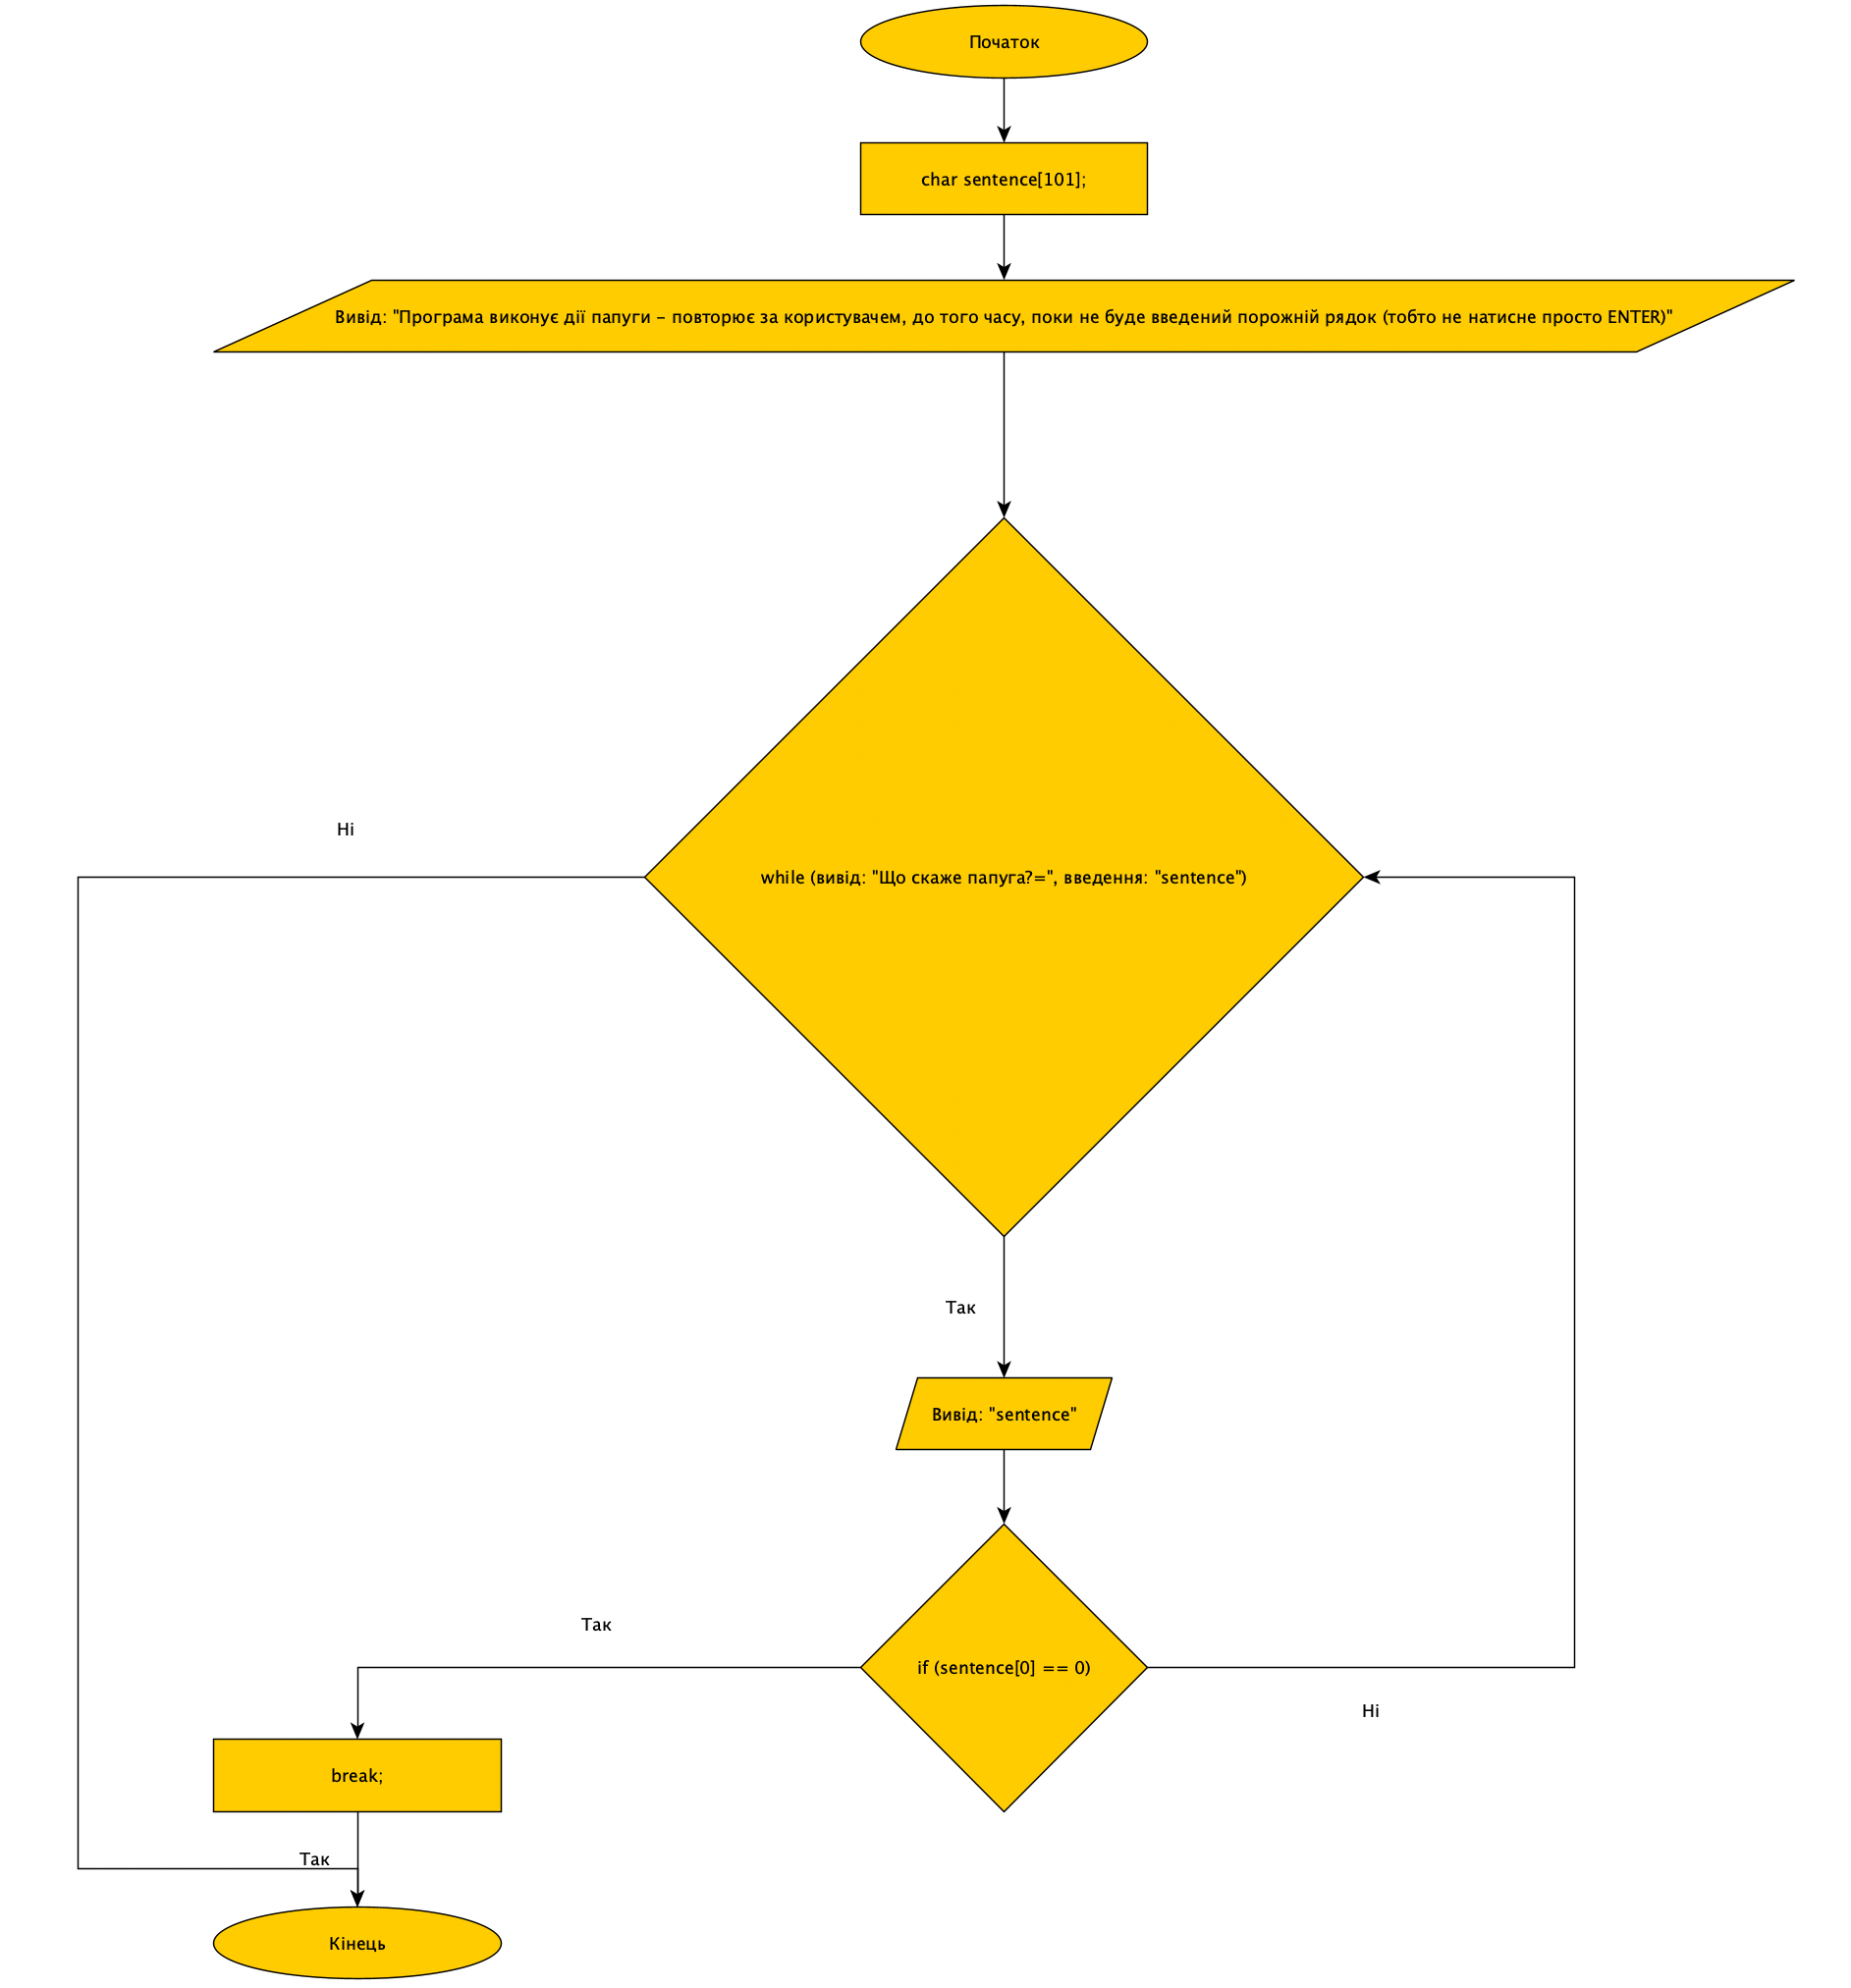 Початок
char sentence[101];
Вивід: "Програма виконує дії папуги – повторює за користувачем, до того часу, поки не буде введений порожній рядок (тобто не натисне просто ENTER)"
Ні
while (вивід: "Що скаже папуга?=", введення: "sentence")
Так
Вивід: "sentence"
Так
if (sentence[0] == 0)
Ні
break;
Так
Кінець